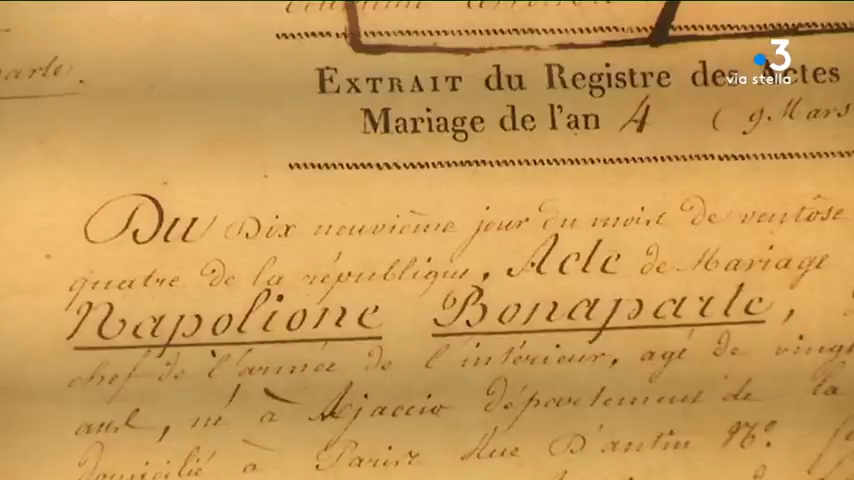 3
via stella
arte.
EXTRAIT du Registre des Actes
Mariage de l'an 4 ( 9 Mars
Du Dix neuvième jour du mois de ventôse
quatre de la république. Acte de Mariage
Napolione Bonaparte,
chef de l'armée de l'intérieur, agé de vingt
ans, né à Ajaccio département de la
domicilié à Paris Rue D'antin N°.